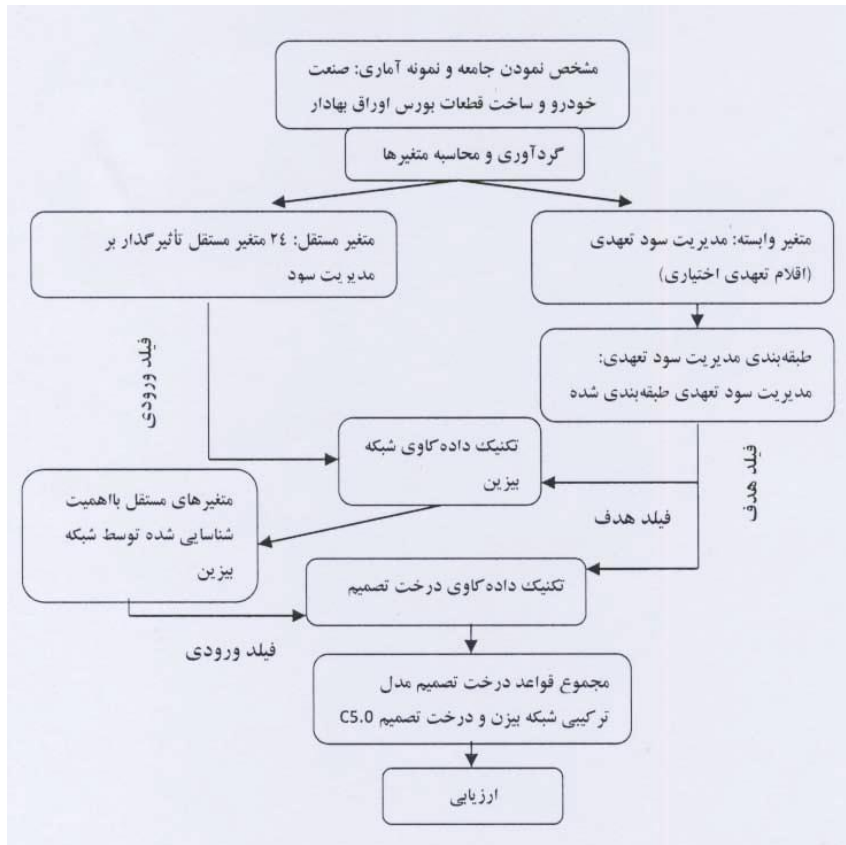 مشخص نمودن جامعه و نمونه آماری: صنعت
خودرو و ساخت قطعات بورس اوراق بهادار
گردآوری و محاسبه متغیرها
متغیر وابسته: مدیریت سود تعهدی
(اقلام تعهدی اختیاری)
متغیر مستقل: ٢٤ متغیر مستقل تأثیرگذار بر
مدیریت سود
طبقه‌بندی مدیریت سود تعهدی:
مدیریت سود تعهدی طبقه‌بندی شده
فیلد ورودی
فیلد هدف
تکنیک داده‌کاوی شبکه
بیزین
فیلد هدف
متغیرهای مستقل بااهمیت
شناسایی شده توسط شبکه
بیزین
تکنیک داده‌کاوی درخت تصمیم
فیلد ورودی
مجموع قواعد درخت تصمیم مدل
ترکیبی شبکه بیزن و درخت تصمیم C5.0
ارزیابی